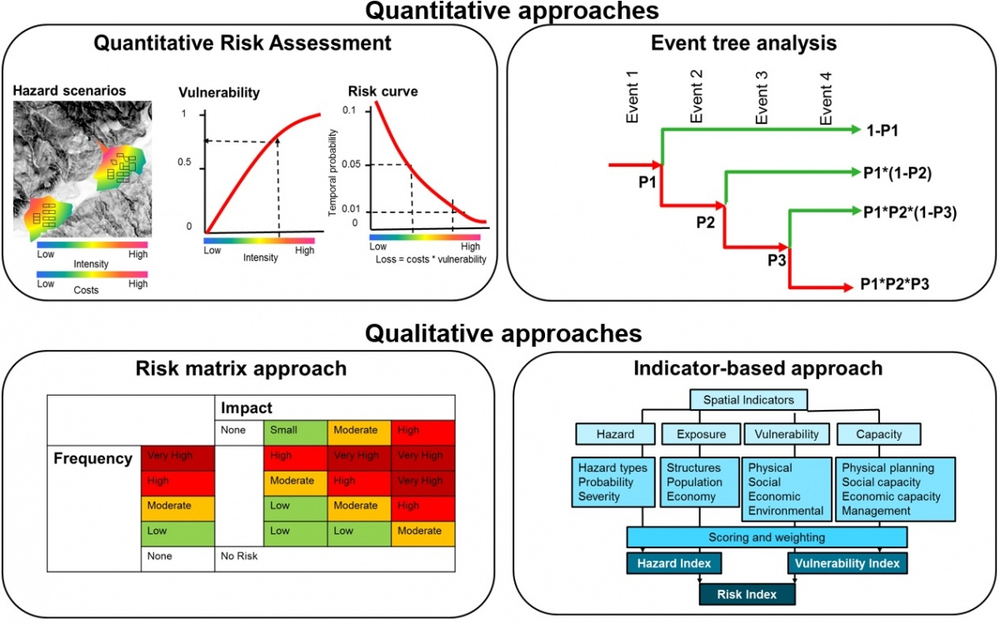 Quantitative approaches
Quantitative Risk Assessment
Hazard scenarios
Low High
Intensity
Low High
Costs
Vulnerability
1
0.5
0
Low High
Intensity
Risk curve
Temporal probability
0.1
0.05
0.01
0
Low High
Loss = costs * vulnerability
Event tree analysis
Event 1
Event 2
Event 3
Event 4
P1
P2
P3
1-P1
P1*(1-P2)
P1*P2*(1-P3)
P1*P2*P3
Qualitative approaches
Risk matrix approach
Impact
None Small Moderate High
Frequency
Very High High Very High Very High
High Moderate High Very High
Moderate Low Moderate High
Low Low Low Moderate
None No Risk
Indicator-based approach
Spatial Indicators
Hazard
Hazard types
Probability
Severity
Exposure
Structures
Population
Economy
Vulnerability
Physical
Social
Economic
Environmental
Capacity
Physical planning
Social capacity
Economic capacity
Management
Scoring and weighting
Hazard Index
Vulnerability Index
Risk Index